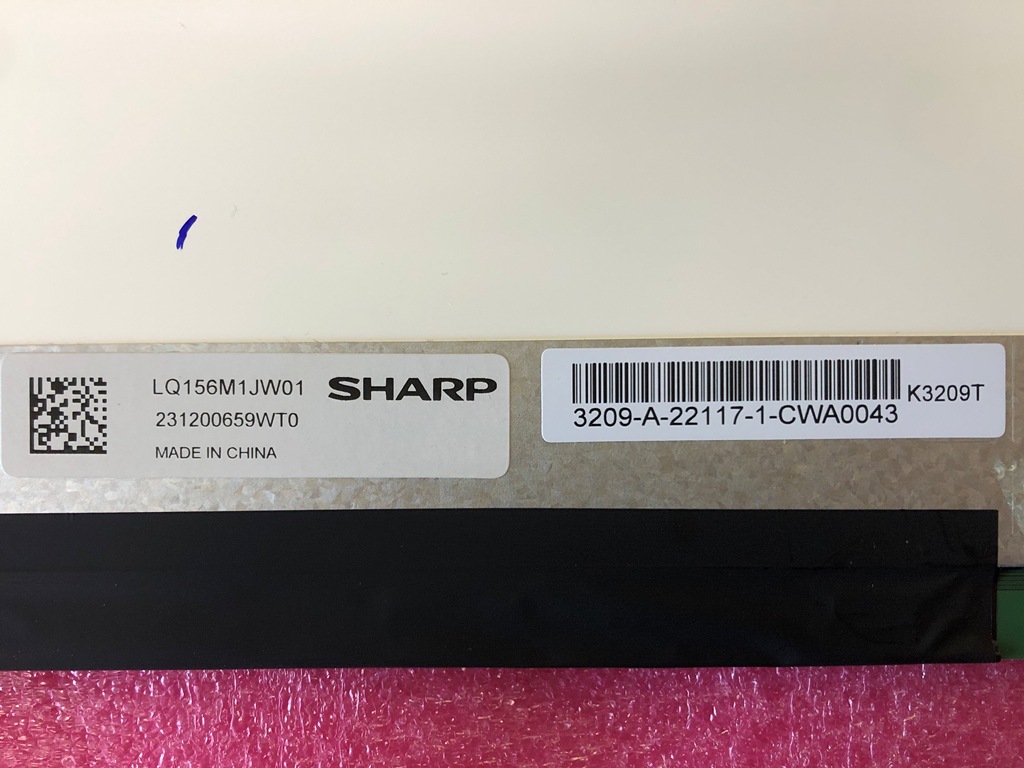 LQ156M1JW01 SHARP
231200659WT0
MADE IN CHINA
K3209T
3209-A-22117-1-CWA0043